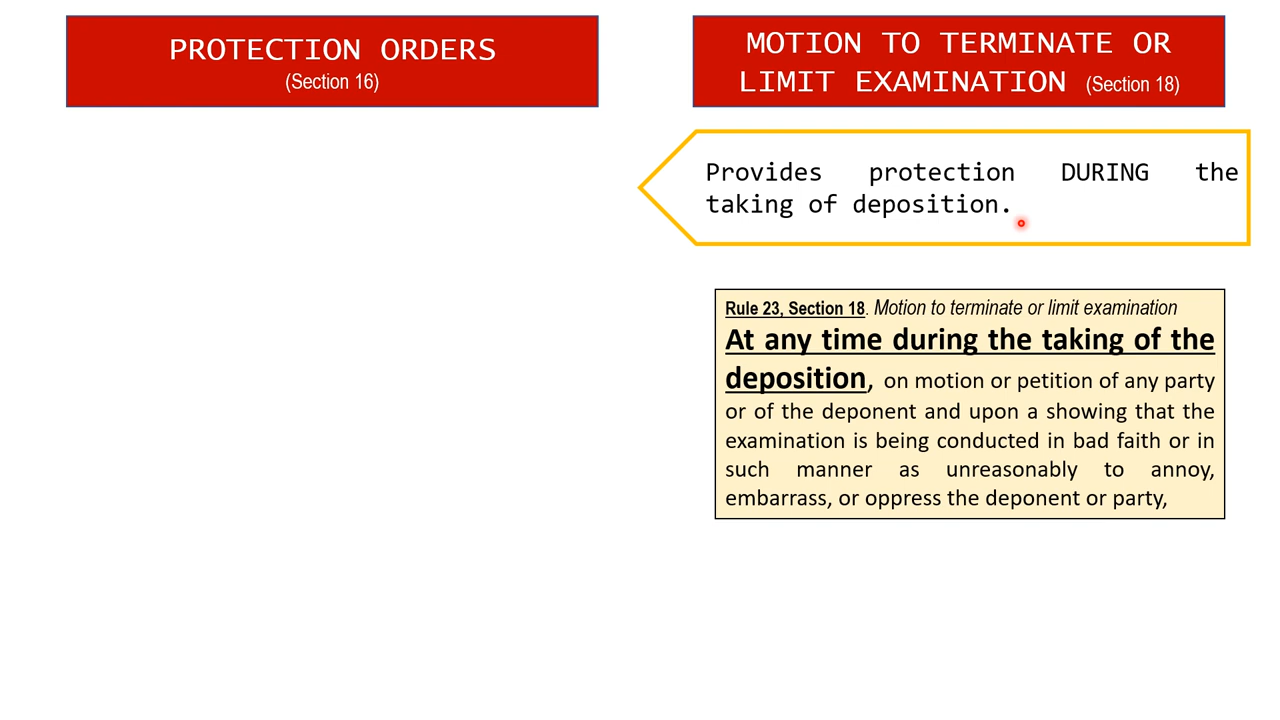 PROTECTION ORDERS
(Section 16)
MOTION TO TERMINATE OR
LIMIT EXAMINATION (Section 18)
Provides protection DURING the
taking of deposition.
Rule 23, Section 18. Motion to terminate or limit examination
At any time during the taking of the
deposition, on motion or petition of any party
or of the deponent and upon a showing that the
examination is being conducted in bad faith or in
such manner as unreasonably to annoy,
embarrass, or oppress the deponent or party,